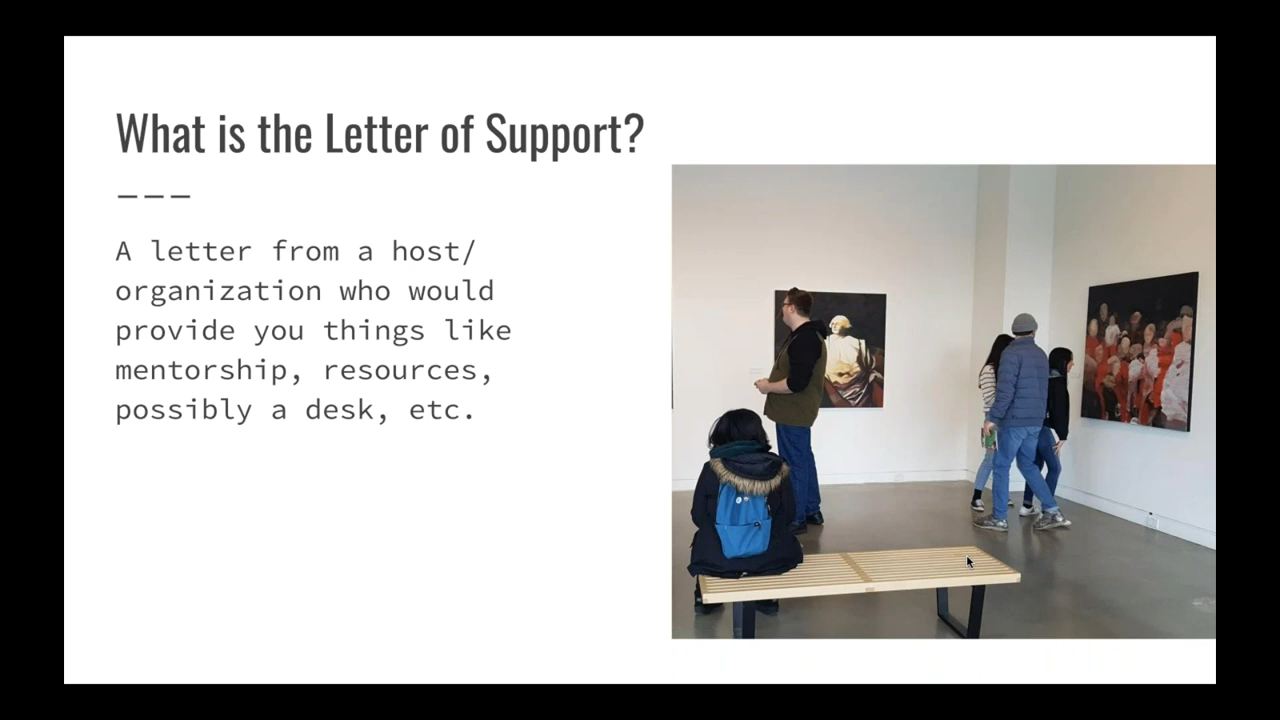 What is the Letter of Support?
———
A letter from a host/
organization who would
provide you things like
mentorship, resources,
possibly a desk, etc.